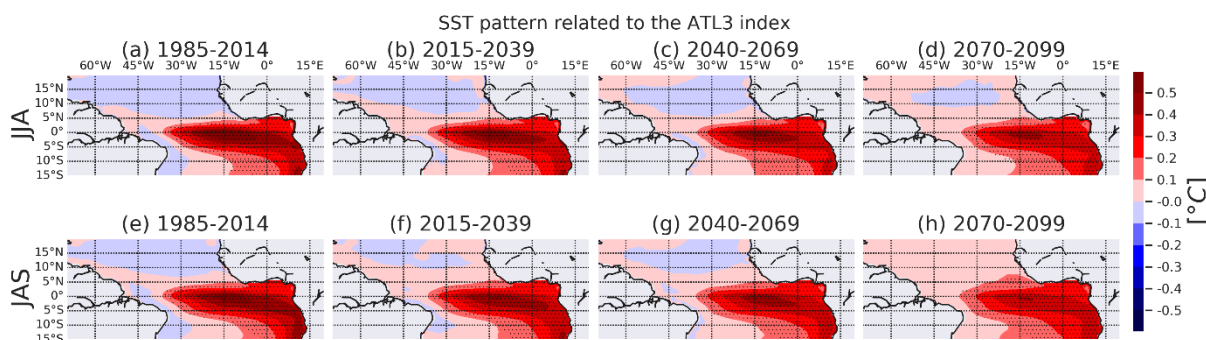 SST pattern related to the ATL3 index
(a) 1985-2014 (b) 2015-2039 (c) 2040-2069 (d) 2070-2099
60°W 45°W 30°W 15°W 0° 15°E 60°W 45°W 30°W 15°W 0° 15°E 60°W 45°W 30°W 15°W 0° 15°E 60°W 45°W 30°W 15°W 0° 15°E
JJA
15°N
10°N
5°N
0°
5°S
10°S
15°S
(e) 1985-2014 (f) 2015-2039 (g) 2040-2069 (h) 2070-2099
JAS
15°N
10°N
5°N
0°
5°S
10°S
15°S
0.5
0.4
0.3
0.2
0.1
-0.0
-0.1
-0.2
-0.3
-0.4
-0.5
[°C]